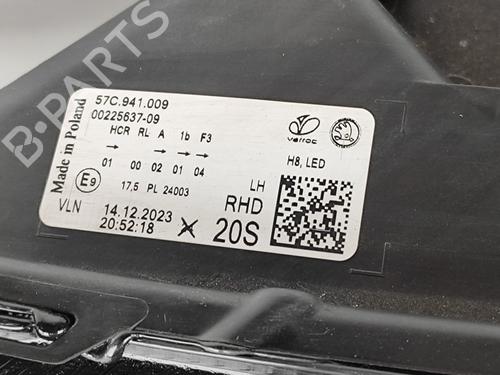 B-PARTS
Made in Poland
57C.941.009
00225637-09
HCR RL A 1b F3
→ → → →
01 00 02 01 04
E9
17,5 PL 24003
VLN 14.12.2023
20:52:18
varroc
H8, LED
LH
RHD
20S